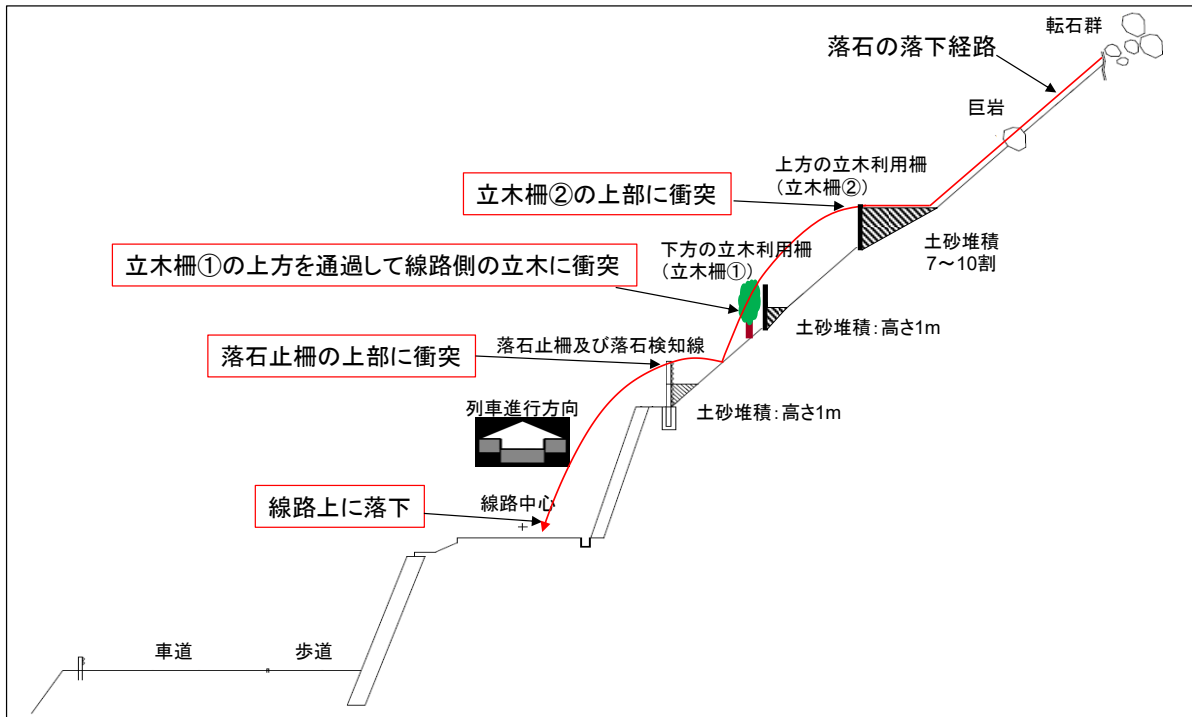 転石群
落石の落下経路
巨岩
上方の立木利用柵
(立木柵②)
立木柵②の上部に衝突
土砂堆積
7~10割
下方の立木利用柵
(立木柵①)
立木柵①の上方を通過して線路側の立木に衝突
土砂堆積:高さ1m
落石止柵及び落石検知線
落石止柵の上部に衝突
土砂堆積:高さ1m
列車進行方向
線路中心
線路上に落下
車道
歩道